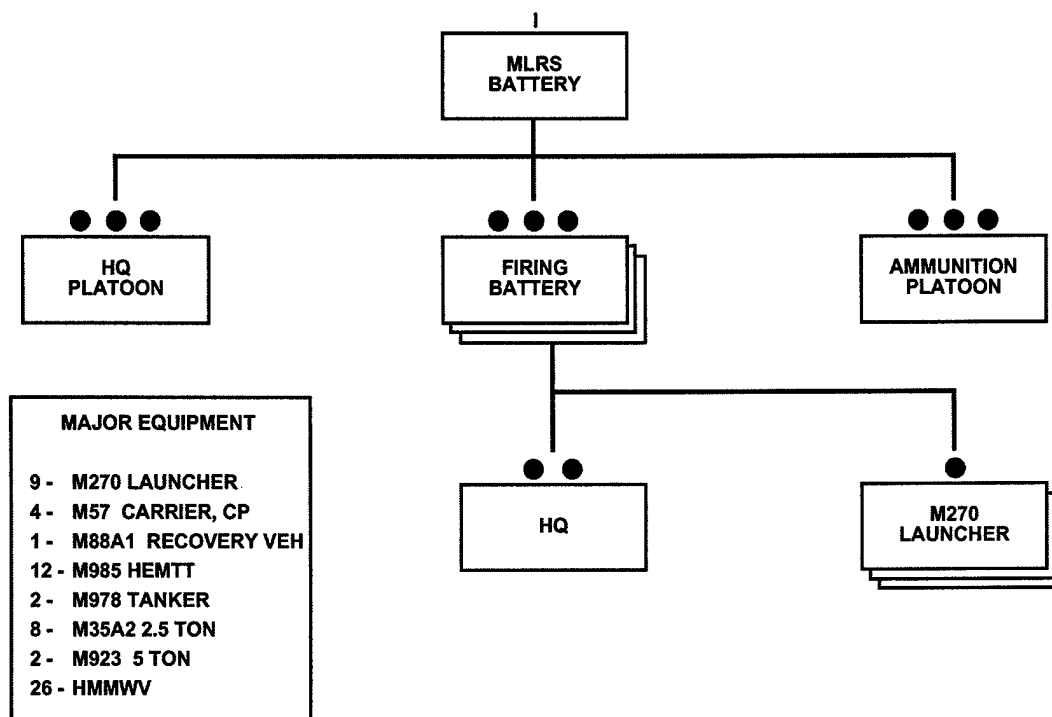 MLRS
BATTERY
HQ
PLATOON
FIRING
BATTERY
AMMUNITION
PLATOON
MAJOR EQUIPMENT
9 - M270 LAUNCHER
4 - M57 CARRIER, CP
1 - M88A1 RECOVERY VEH
12 - M985 HEMTT
2 - M978 TANKER
8 - M35A2 2.5 TON
2 - M923 5 TON
26 - HMMWV
HQ
M270
LAUNCHER